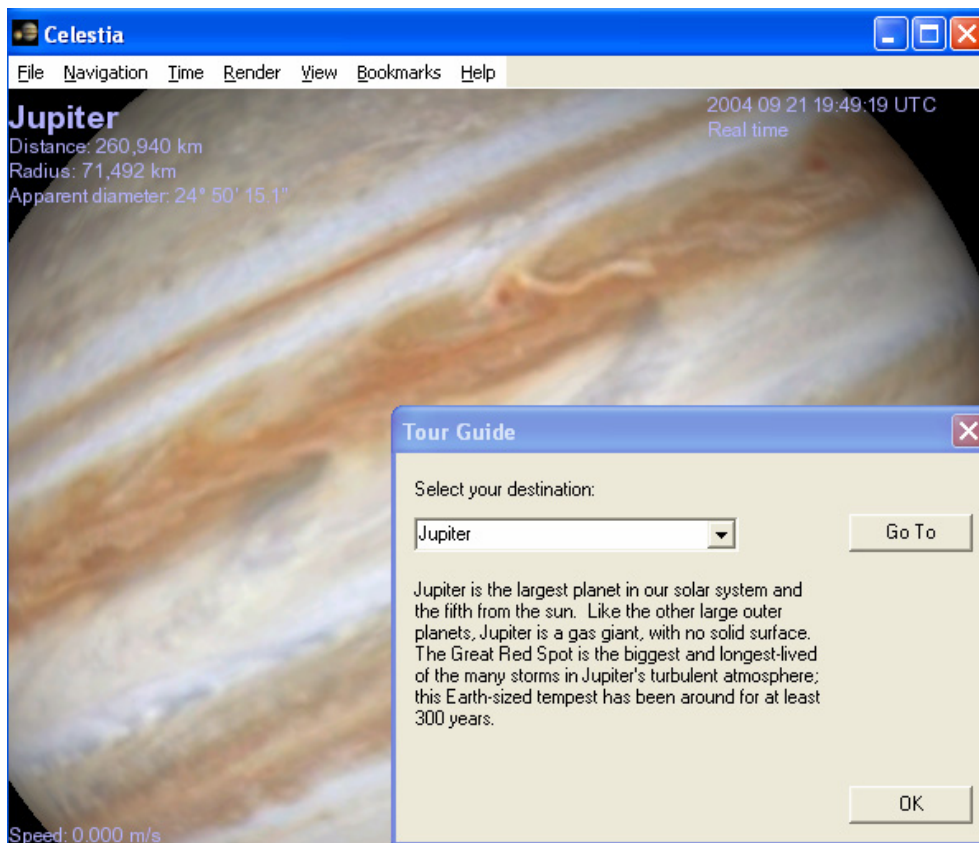 Celestia
File Navigation Time Render View Bookmarks Help
Jupiter
Distance: 260,940 km
Radius: 71,492 km
Apparent diameter: 24° 50' 15.1"
2004 09 21 19:49:19 UTC
Real time
Tour Guide
Select your destination:
Jupiter
Go To
Jupiter is the largest planet in our solar system and
the fifth from the sun.  Like the other large outer
planets, Jupiter is a gas giant, with no solid surface.
The Great Red Spot is the biggest and longest-lived
of the many storms in Jupiter's turbulent atmosphere;
this Earth-sized tempest has been around for at least
300 years.
OK
Speed: 0.000 m/s